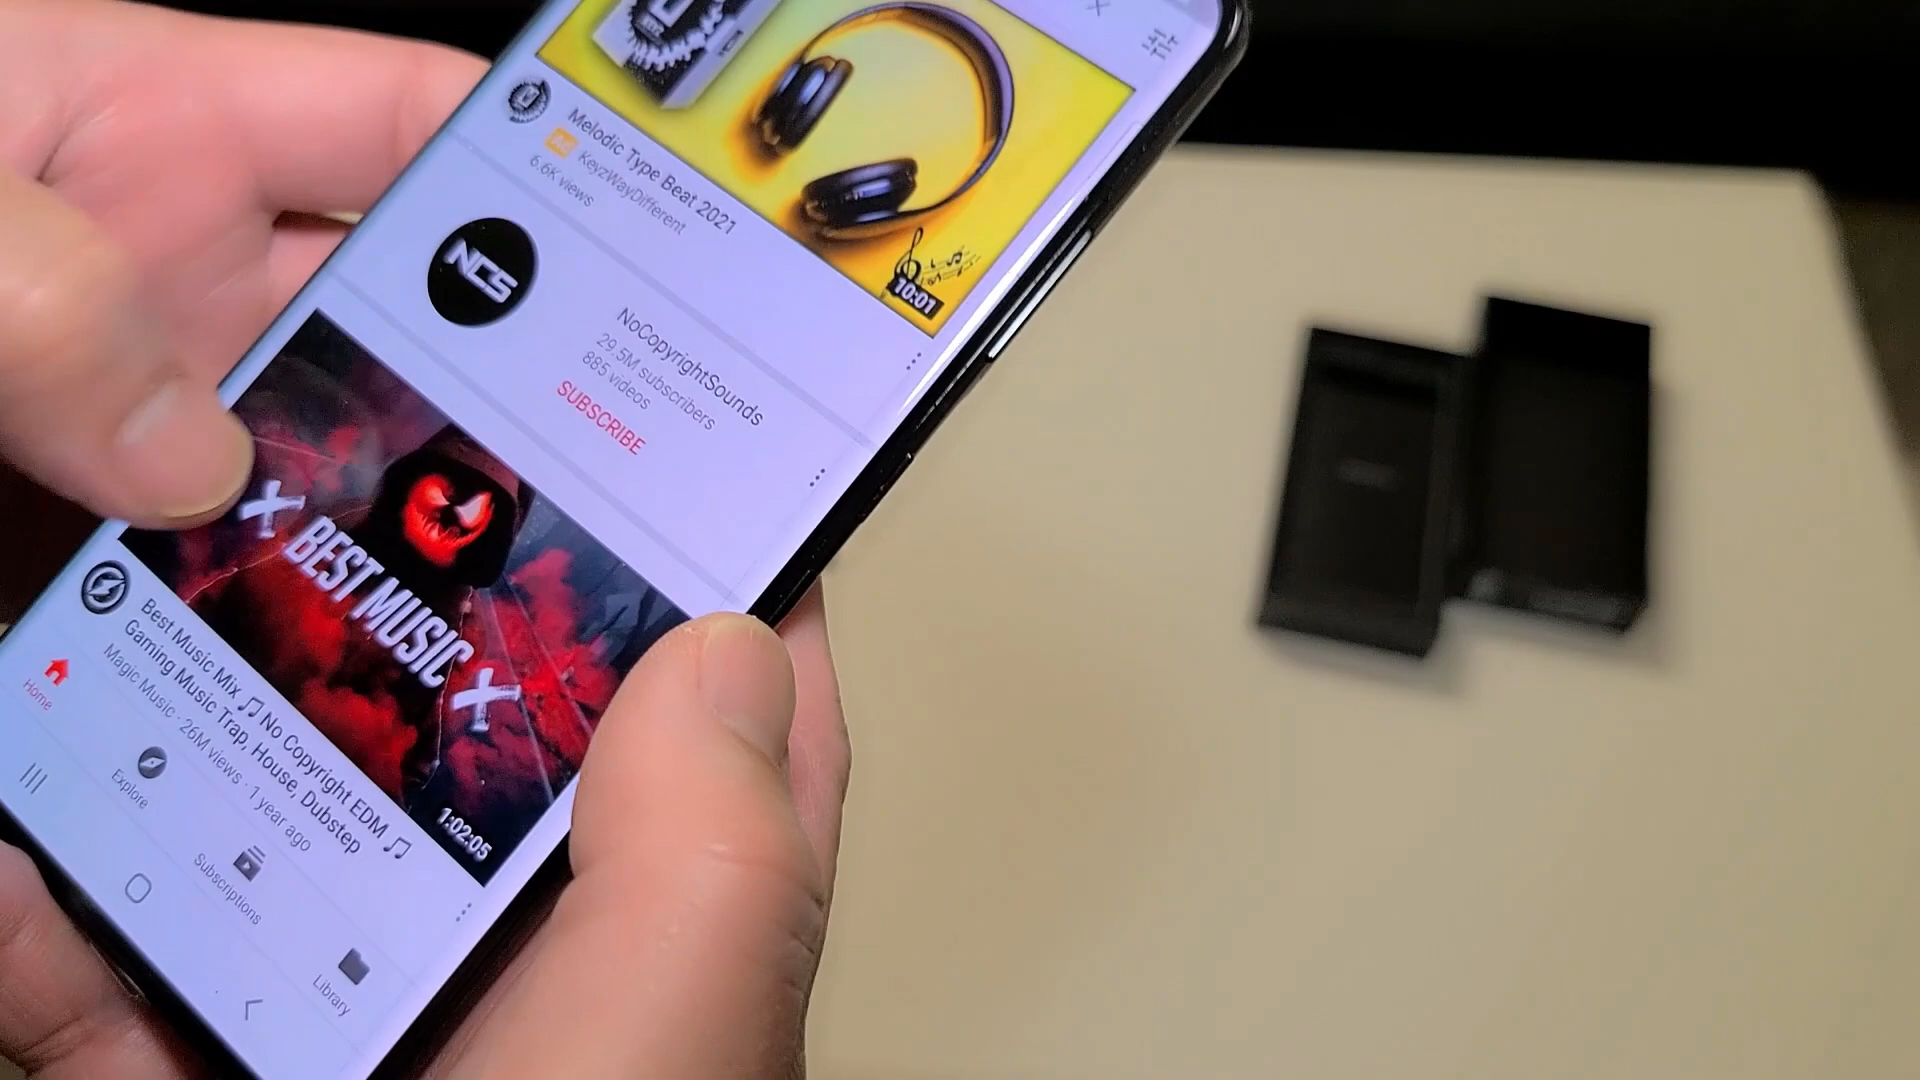 Melodic Type Beat 2021
Ad KeyzWayDifferent
6.6K views
10:01
NCS
NoCopyrightSounds
29.5M subscribers
885 videos
SUBSCRIBE
X BEST MUSIC X
1:02:05
Best Music Mix 🎵 No Copyright EDM 🎵
Gaming Music Trap, House, Dubstep
Magic Music · 26M views · 1 year ago
Home
Explore
Subscriptions
Library